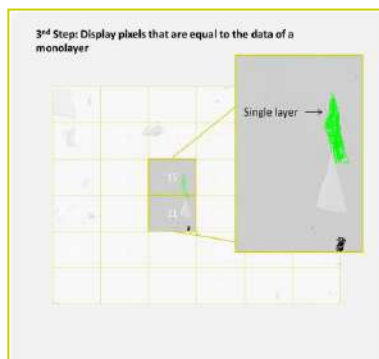 3rd Step: Display pixels that are equal to the data of a
monolayer
Single layer
15
21